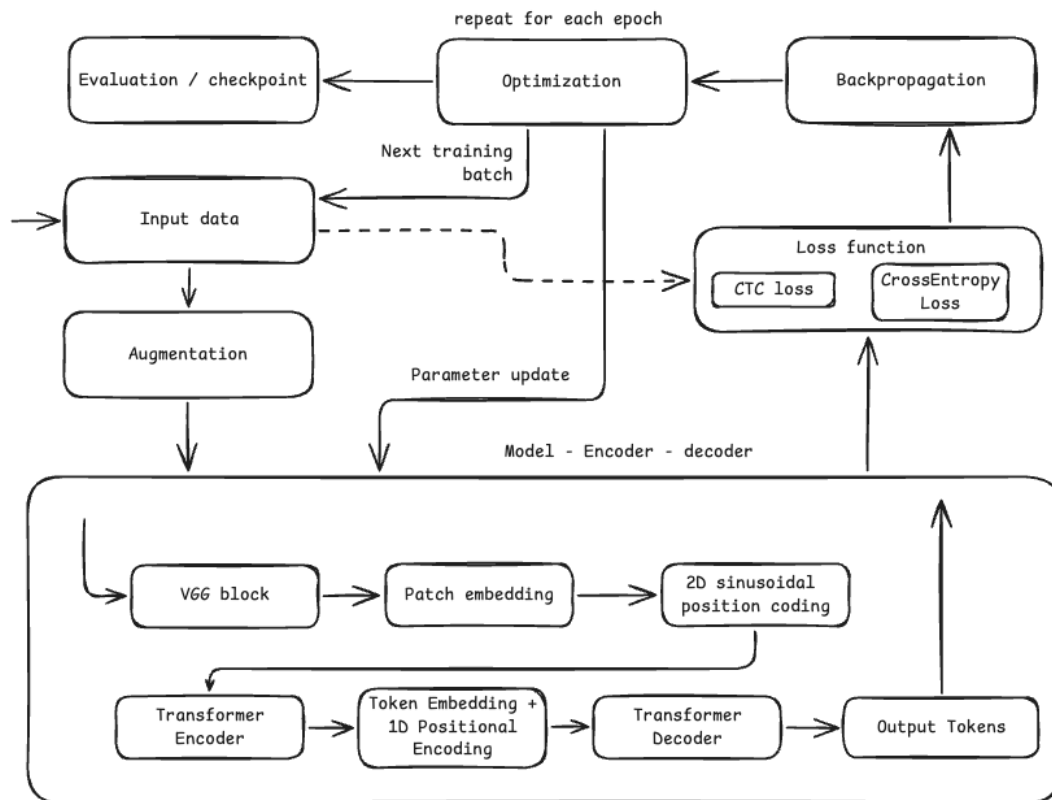 repeat for each epoch
Evaluation / checkpoint
Optimization
Backpropagation
Next training
batch
Input data
Loss function
CTC loss
CrossEntropy
Loss
Augmentation
Parameter update
Model - Encoder - decoder
VGG block
Patch embedding
2D sinusoidal
position coding
Transformer
Encoder
Token Embedding +
1D Positional
Encoding
Transformer
Decoder
Output Tokens